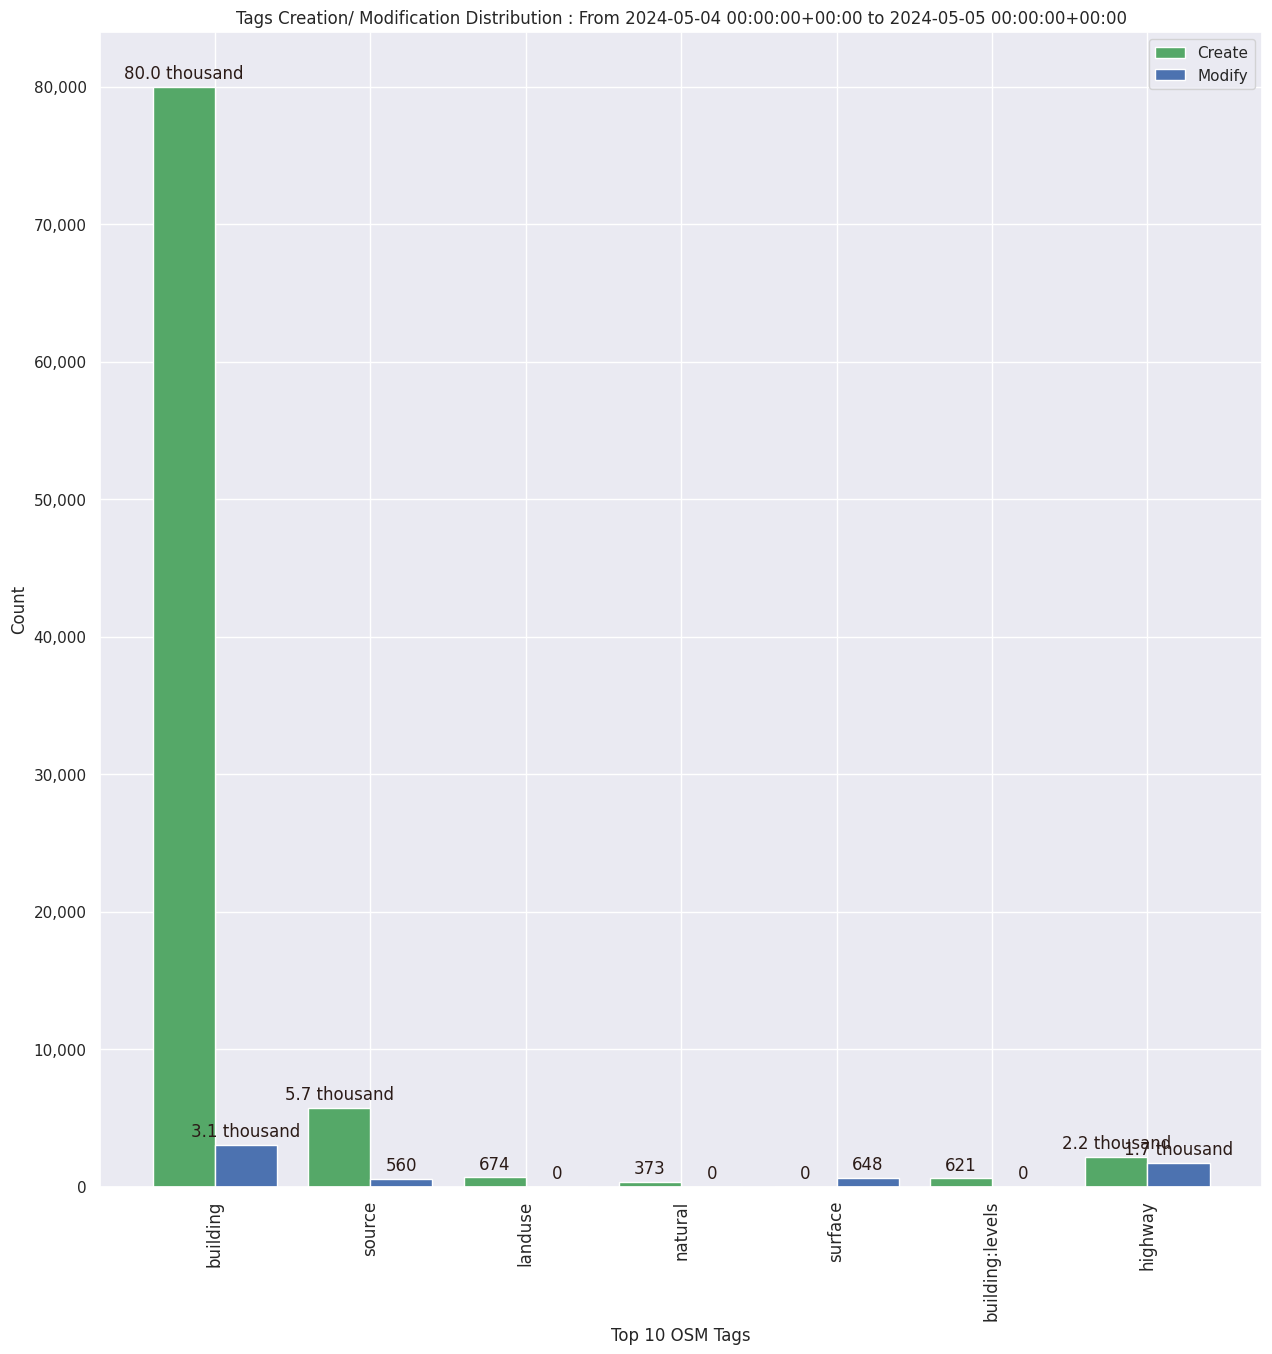 Tags Creation/ Modification Distribution : From 2024-05-04 00:00:00+00:00 to 2024-05-05 00:00:00+00:00
Create
Modify
80,000
70,000
60,000
50,000
40,000
30,000
20,000
10,000
0
Count
80.0 thousand
3.1 thousand
5.7 thousand
560
674
0
373
0
0
648
621
0
2.2 thousand
1.7 thousand
building
source
landuse
natural
surface
building:levels
highway
Top 10 OSM Tags